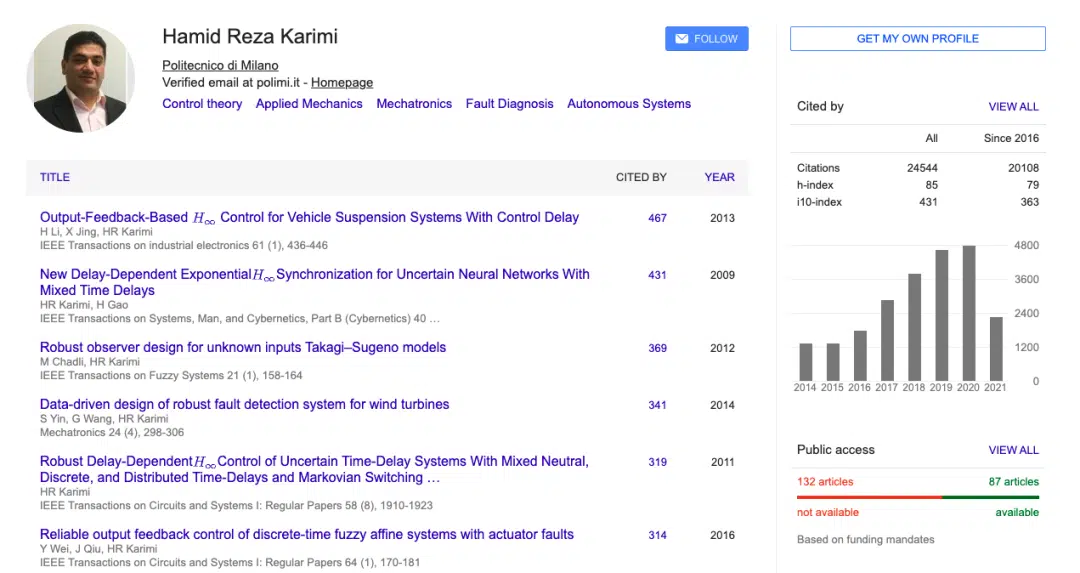 Hamid Reza Karimi
FOLLOW
Politecnico di Milano
Verified email at polimi.it - Homepage
Control theory Applied Mechanics Mechatronics Fault Diagnosis Autonomous Systems
TITLE CITED BY YEAR
Output-Feedback-Based H∞ Control for Vehicle Suspension Systems With Control Delay 467 2013
H Li, X Jing, HR Karimi
IEEE Transactions on industrial electronics 61 (1), 436-446
New Delay-Dependent Exponential H∞ Synchronization for Uncertain Neural Networks With 431 2009
Mixed Time Delays
HR Karimi, H Gao
IEEE Transactions on Systems, Man, and Cybernetics, Part B (Cybernetics) 40 …
Robust observer design for unknown inputs Takagi–Sugeno models 369 2012
M Chadli, HR Karimi
IEEE Transactions on Fuzzy Systems 21 (1), 158-164
Data-driven design of robust fault detection system for wind turbines 341 2014
S Yin, G Wang, HR Karimi
Mechatronics 24 (4), 298-306
Robust Delay-Dependent H∞ Control of Uncertain Time-Delay Systems With Mixed Neutral, 319 2011
Discrete, and Distributed Time-Delays and Markovian Switching …
HR Karimi
IEEE Transactions on Circuits and Systems I: Regular Papers 58 (8), 1910-1923
Reliable output feedback control of discrete-time fuzzy affine systems with actuator faults 314 2016
Y Wei, J Qiu, HR Karimi
IEEE Transactions on Circuits and Systems I: Regular Papers 64 (1), 170-181
GET MY OWN PROFILE
Cited by VIEW ALL
All Since 2016
Citations 24544 20108
h-index 85 79
i10-index 431 363
4800
3600
2400
1200
0
2014 2015 2016 2017 2018 2019 2020 2021
Public access VIEW ALL
132 articles 87 articles
not available available
Based on funding mandates